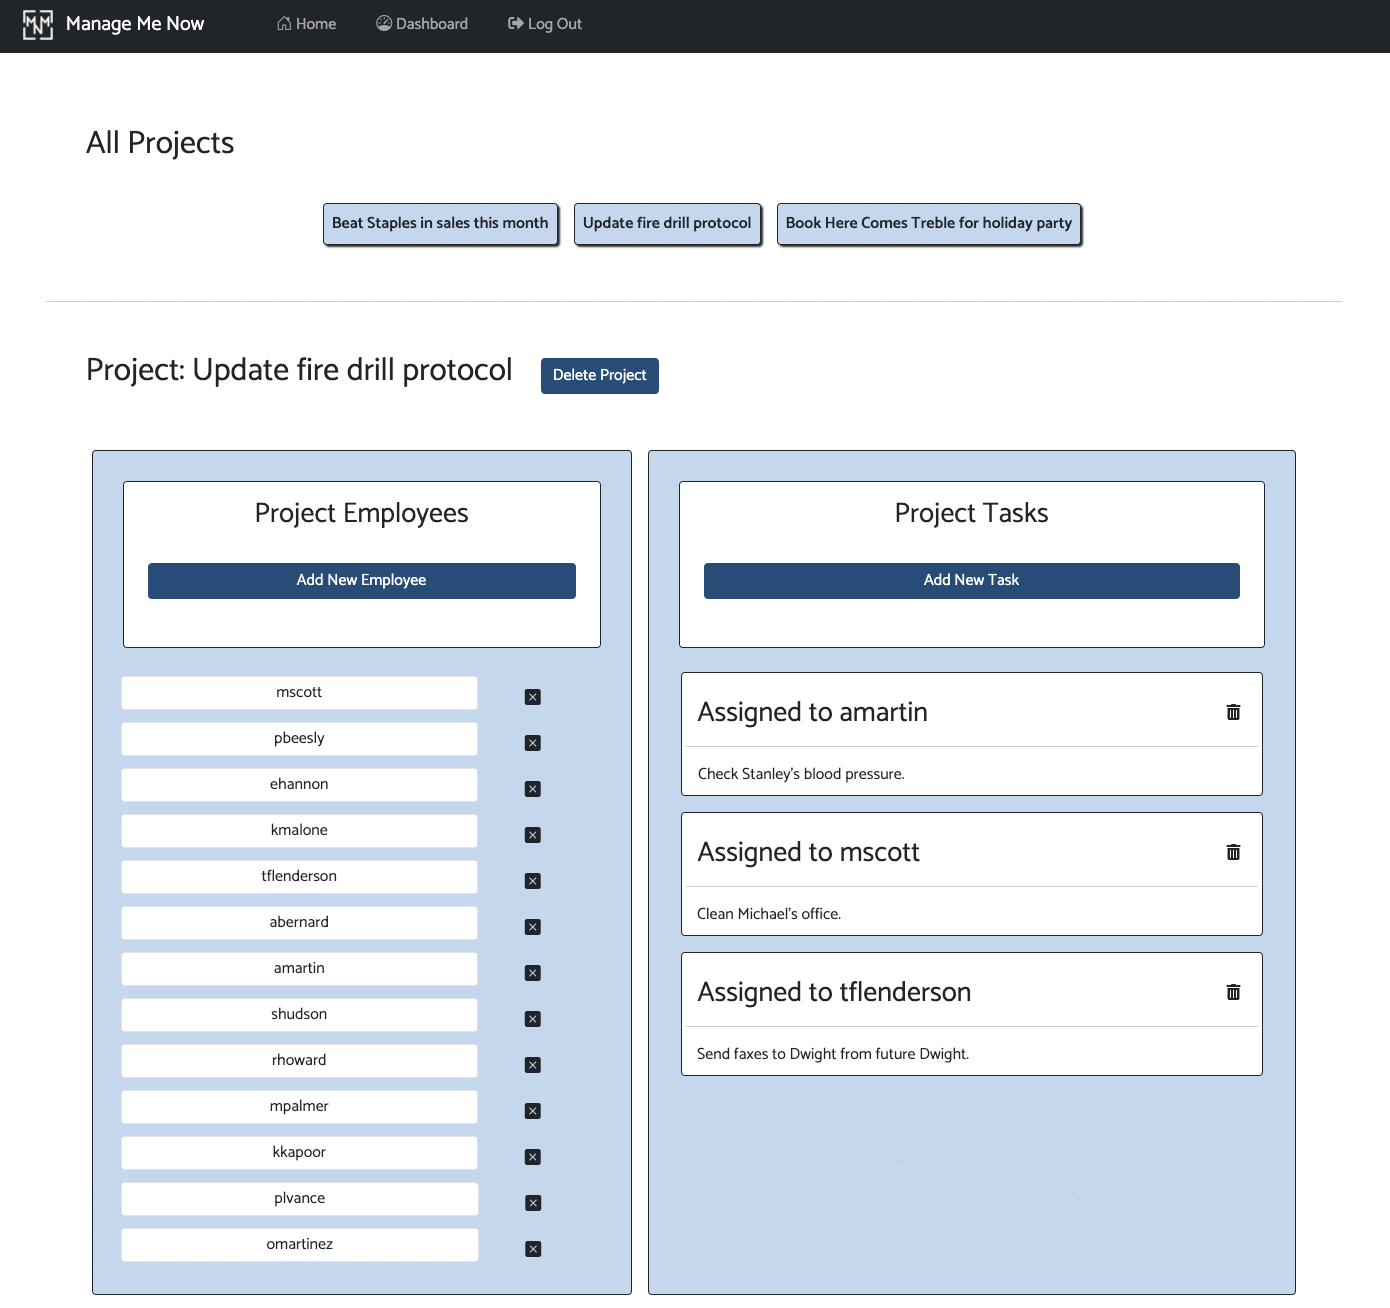 Manage Me Now
Home
Dashboard
Log Out
All Projects
Beat Staples in sales this month
Update fire drill protocol
Book Here Comes Treble for holiday party
Project: Update fire drill protocol
Delete Project
Project Employees
Add New Employee
mscott
pbeesly
ehannon
kmalone
tflenderson
abernard
amartin
shudson
rhoward
mpalmer
kkapoor
plvance
omartinez
Project Tasks
Add New Task
Assigned to amartin
Check Stanley's blood pressure.
Assigned to mscott
Clean Michael's office.
Assigned to tflenderson
Send faxes to Dwight from future Dwight.